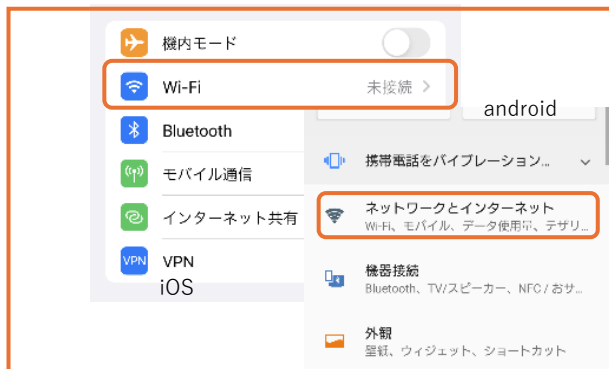 機内モード
Wi-Fi 未接続
Bluetooth
モバイル通信
インターネット共有
VPN VPN
iOS
android
携帯電話をバイブレーション...
ネットワークとインターネット
Wi-Fi、モバイル、データ使用量、テザリ...
機器接続
Bluetooth、TV/スピーカー、NFC / おサ...
外観
壁紙、ウィジェット、ショートカット